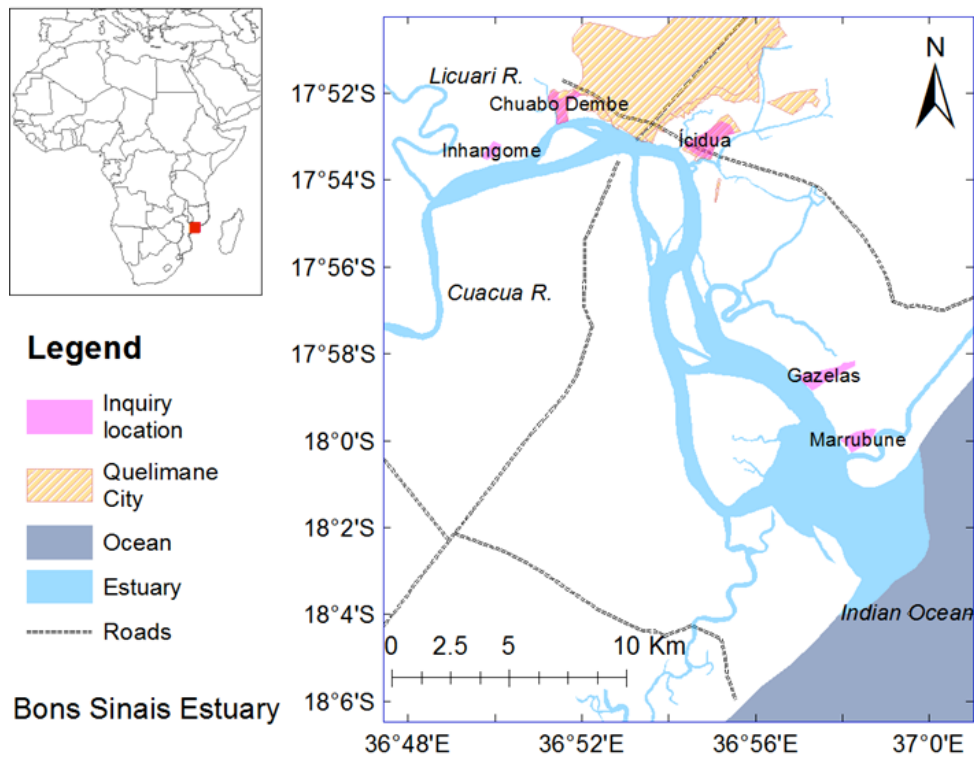 Legend
Inquiry
location
Quelimane
City
Ocean
Estuary
Roads
Bons Sinais Estuary
N
Licuari R.
Chuabo Dembe
Inhangome
Ícidua
Cuacua R.
Gazelas
Marrubune
Indian Ocean
0 2.5 5 10 Km
17°52'S
17°54'S
17°56'S
17°58'S
18°0'S
18°2'S
18°4'S
18°6'S
36°48'E 36°52'E 36°56'E 37°0'E